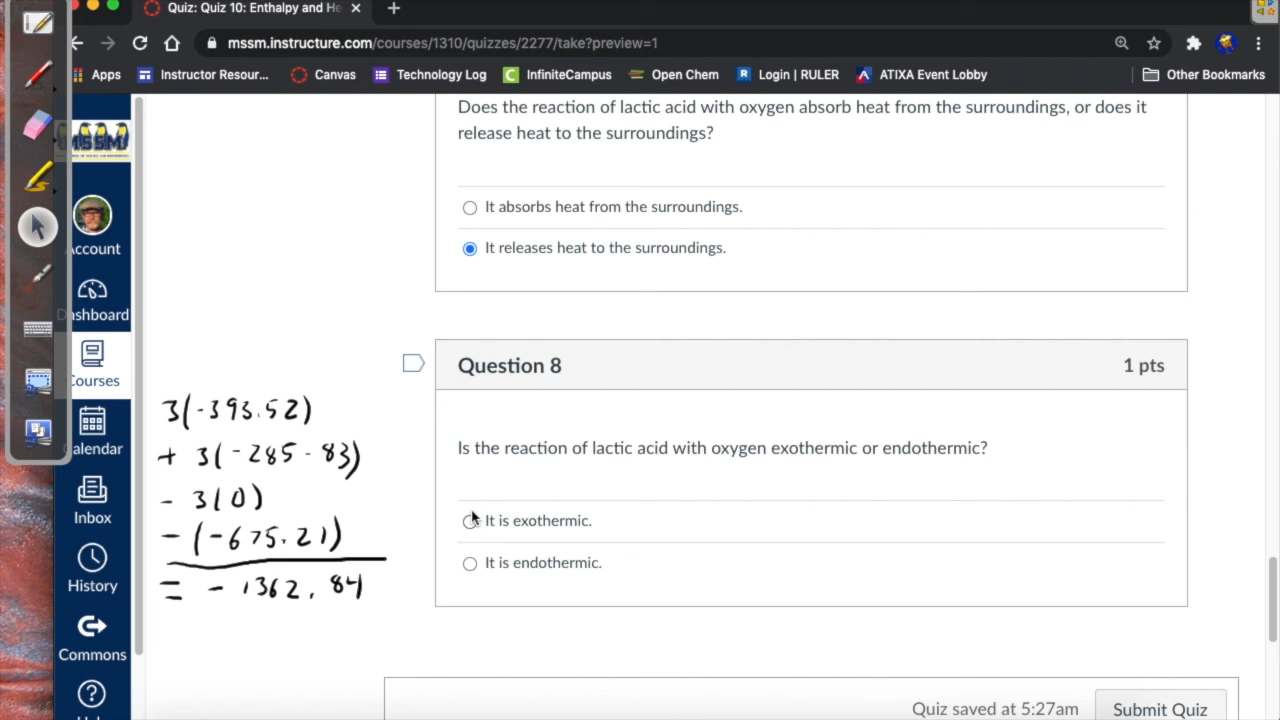 Quiz: Quiz 10: Enthalpy and He
mssm.instructure.com/courses/1310/quizzes/2277/take?preview=1
Apps Instructor Resour... Canvas Technology Log InfiniteCampus Open Chem Login | RULER ATIXA Event Lobby Other Bookmarks
MSSM
Account
Dashboard
Courses
Calendar
Inbox
History
Commons
Does the reaction of lactic acid with oxygen absorb heat from the surroundings, or does it
release heat to the surroundings?
It absorbs heat from the surroundings.
It releases heat to the surroundings.
Question 8
1 pts
Is the reaction of lactic acid with oxygen exothermic or endothermic?
It is exothermic.
It is endothermic.
3(-393.52)
+ 3(-285-83)
- 3(0)
- (-675.21)
= - 1362.84
Quiz saved at 5:27am
Submit Quiz